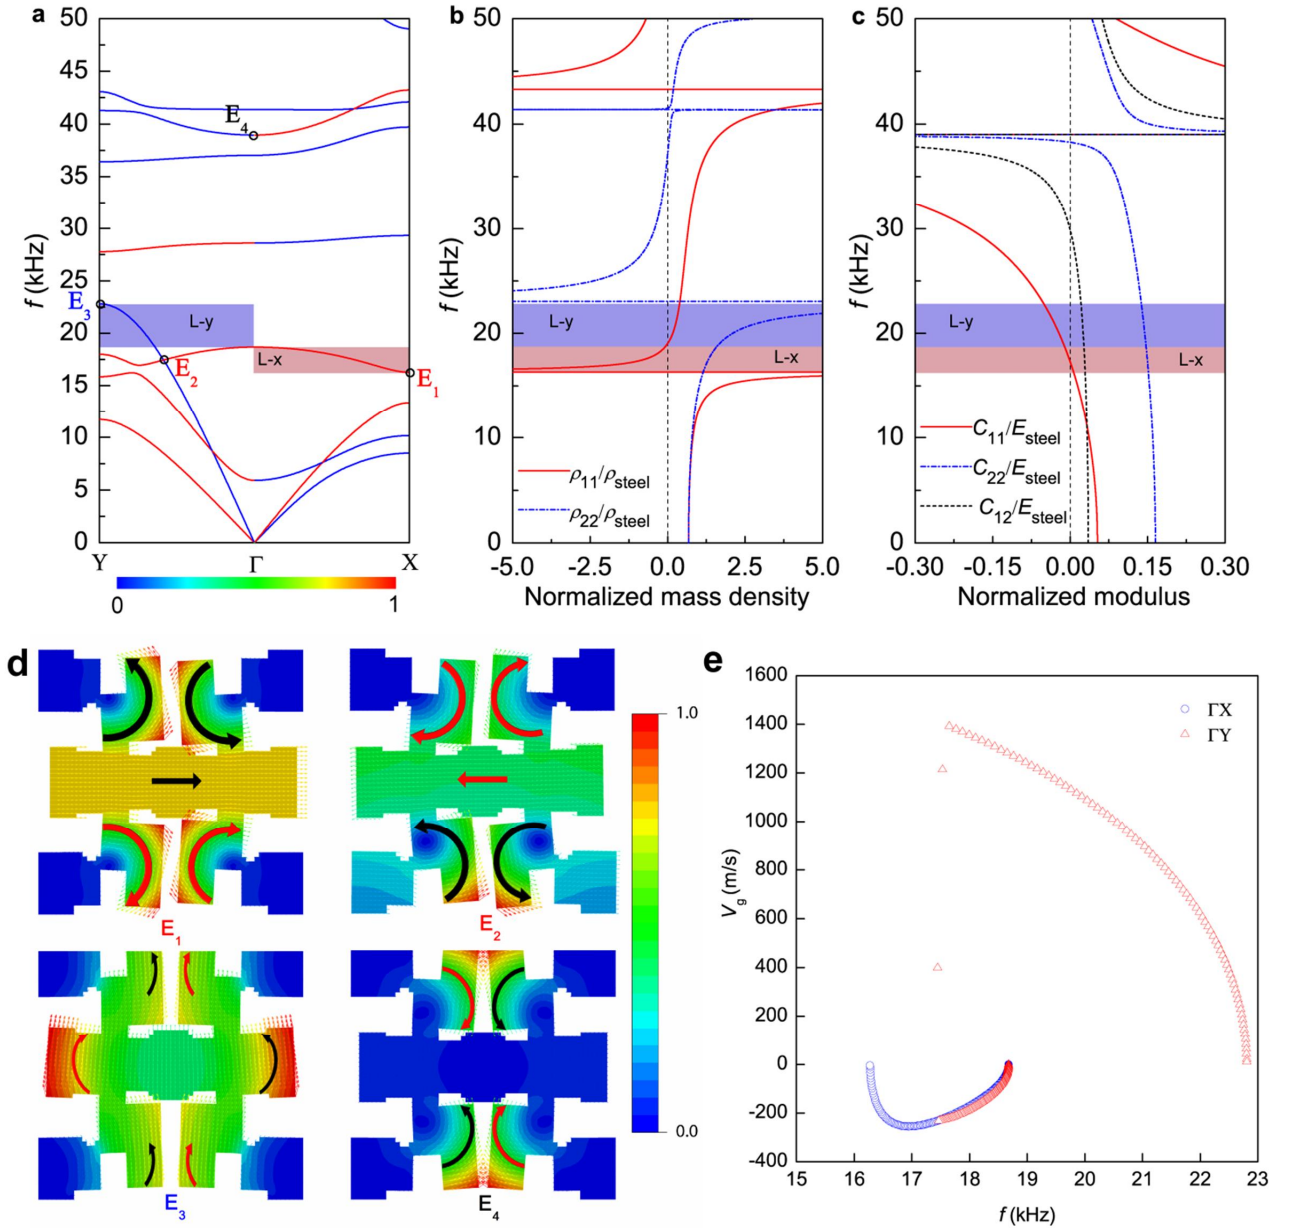 a
50
45
40
35
30
25
20
15
10
5
0
f (kHz)
E4
E3
L-y
E2
L-x
E1
Y Γ X
0 1
b
50
40
30
20
10
0
f (kHz)
L-y
L-x
ρ11/ρsteel
ρ22/ρsteel
-5.0 -2.5 0.0 2.5 5.0
Normalized mass density
c
50
45
40
35
30
25
20
15
10
5
0
f (kHz)
L-y
L-x
C11/Esteel
C22/Esteel
C12/Esteel
-0.30 -0.15 0.00 0.15 0.30
Normalized modulus
d
E1
E2
E3
E4
1.0
0.0
e
1600
1400
1200
1000
800
600
400
200
0
-200
-400
Vg (m/s)
ΓX
ΓY
15 16 17 18 19 20 21 22 23
f (kHz)